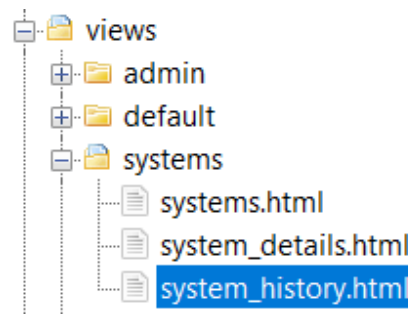 views
admin
default
systems
systems.html
system_details.html
system_history.html